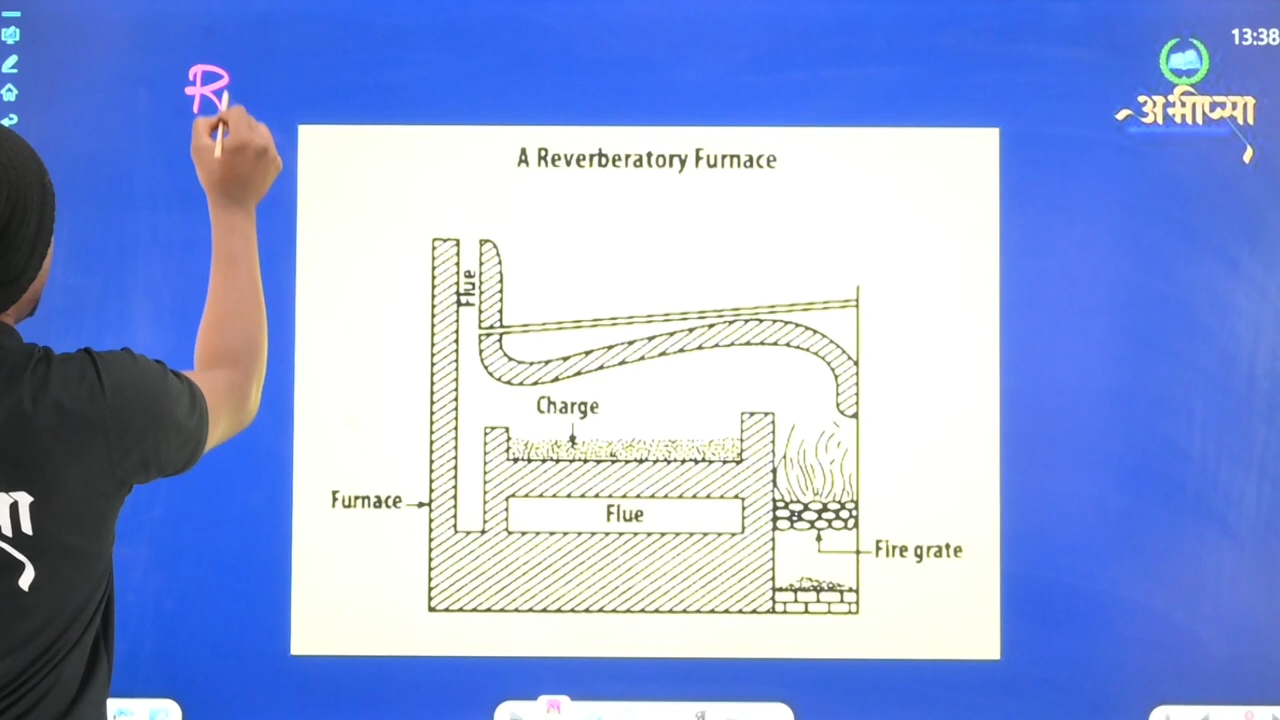 R
13:38
अभीप्सा
A Reverberatory Furnace
Flue
Charge
Furnace
Flue
Fire grate